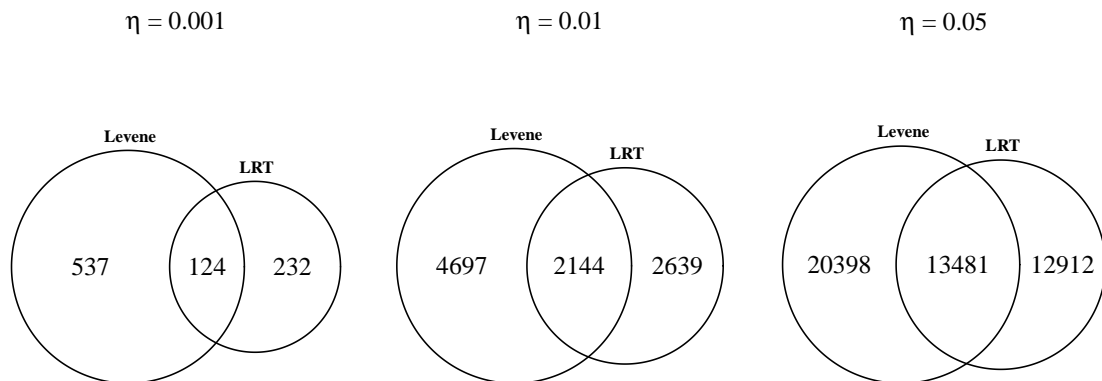 η = 0.001
η = 0.01
η = 0.05
Levene
LRT
537
124
232
Levene
LRT
4697
2144
2639
Levene
LRT
20398
13481
12912